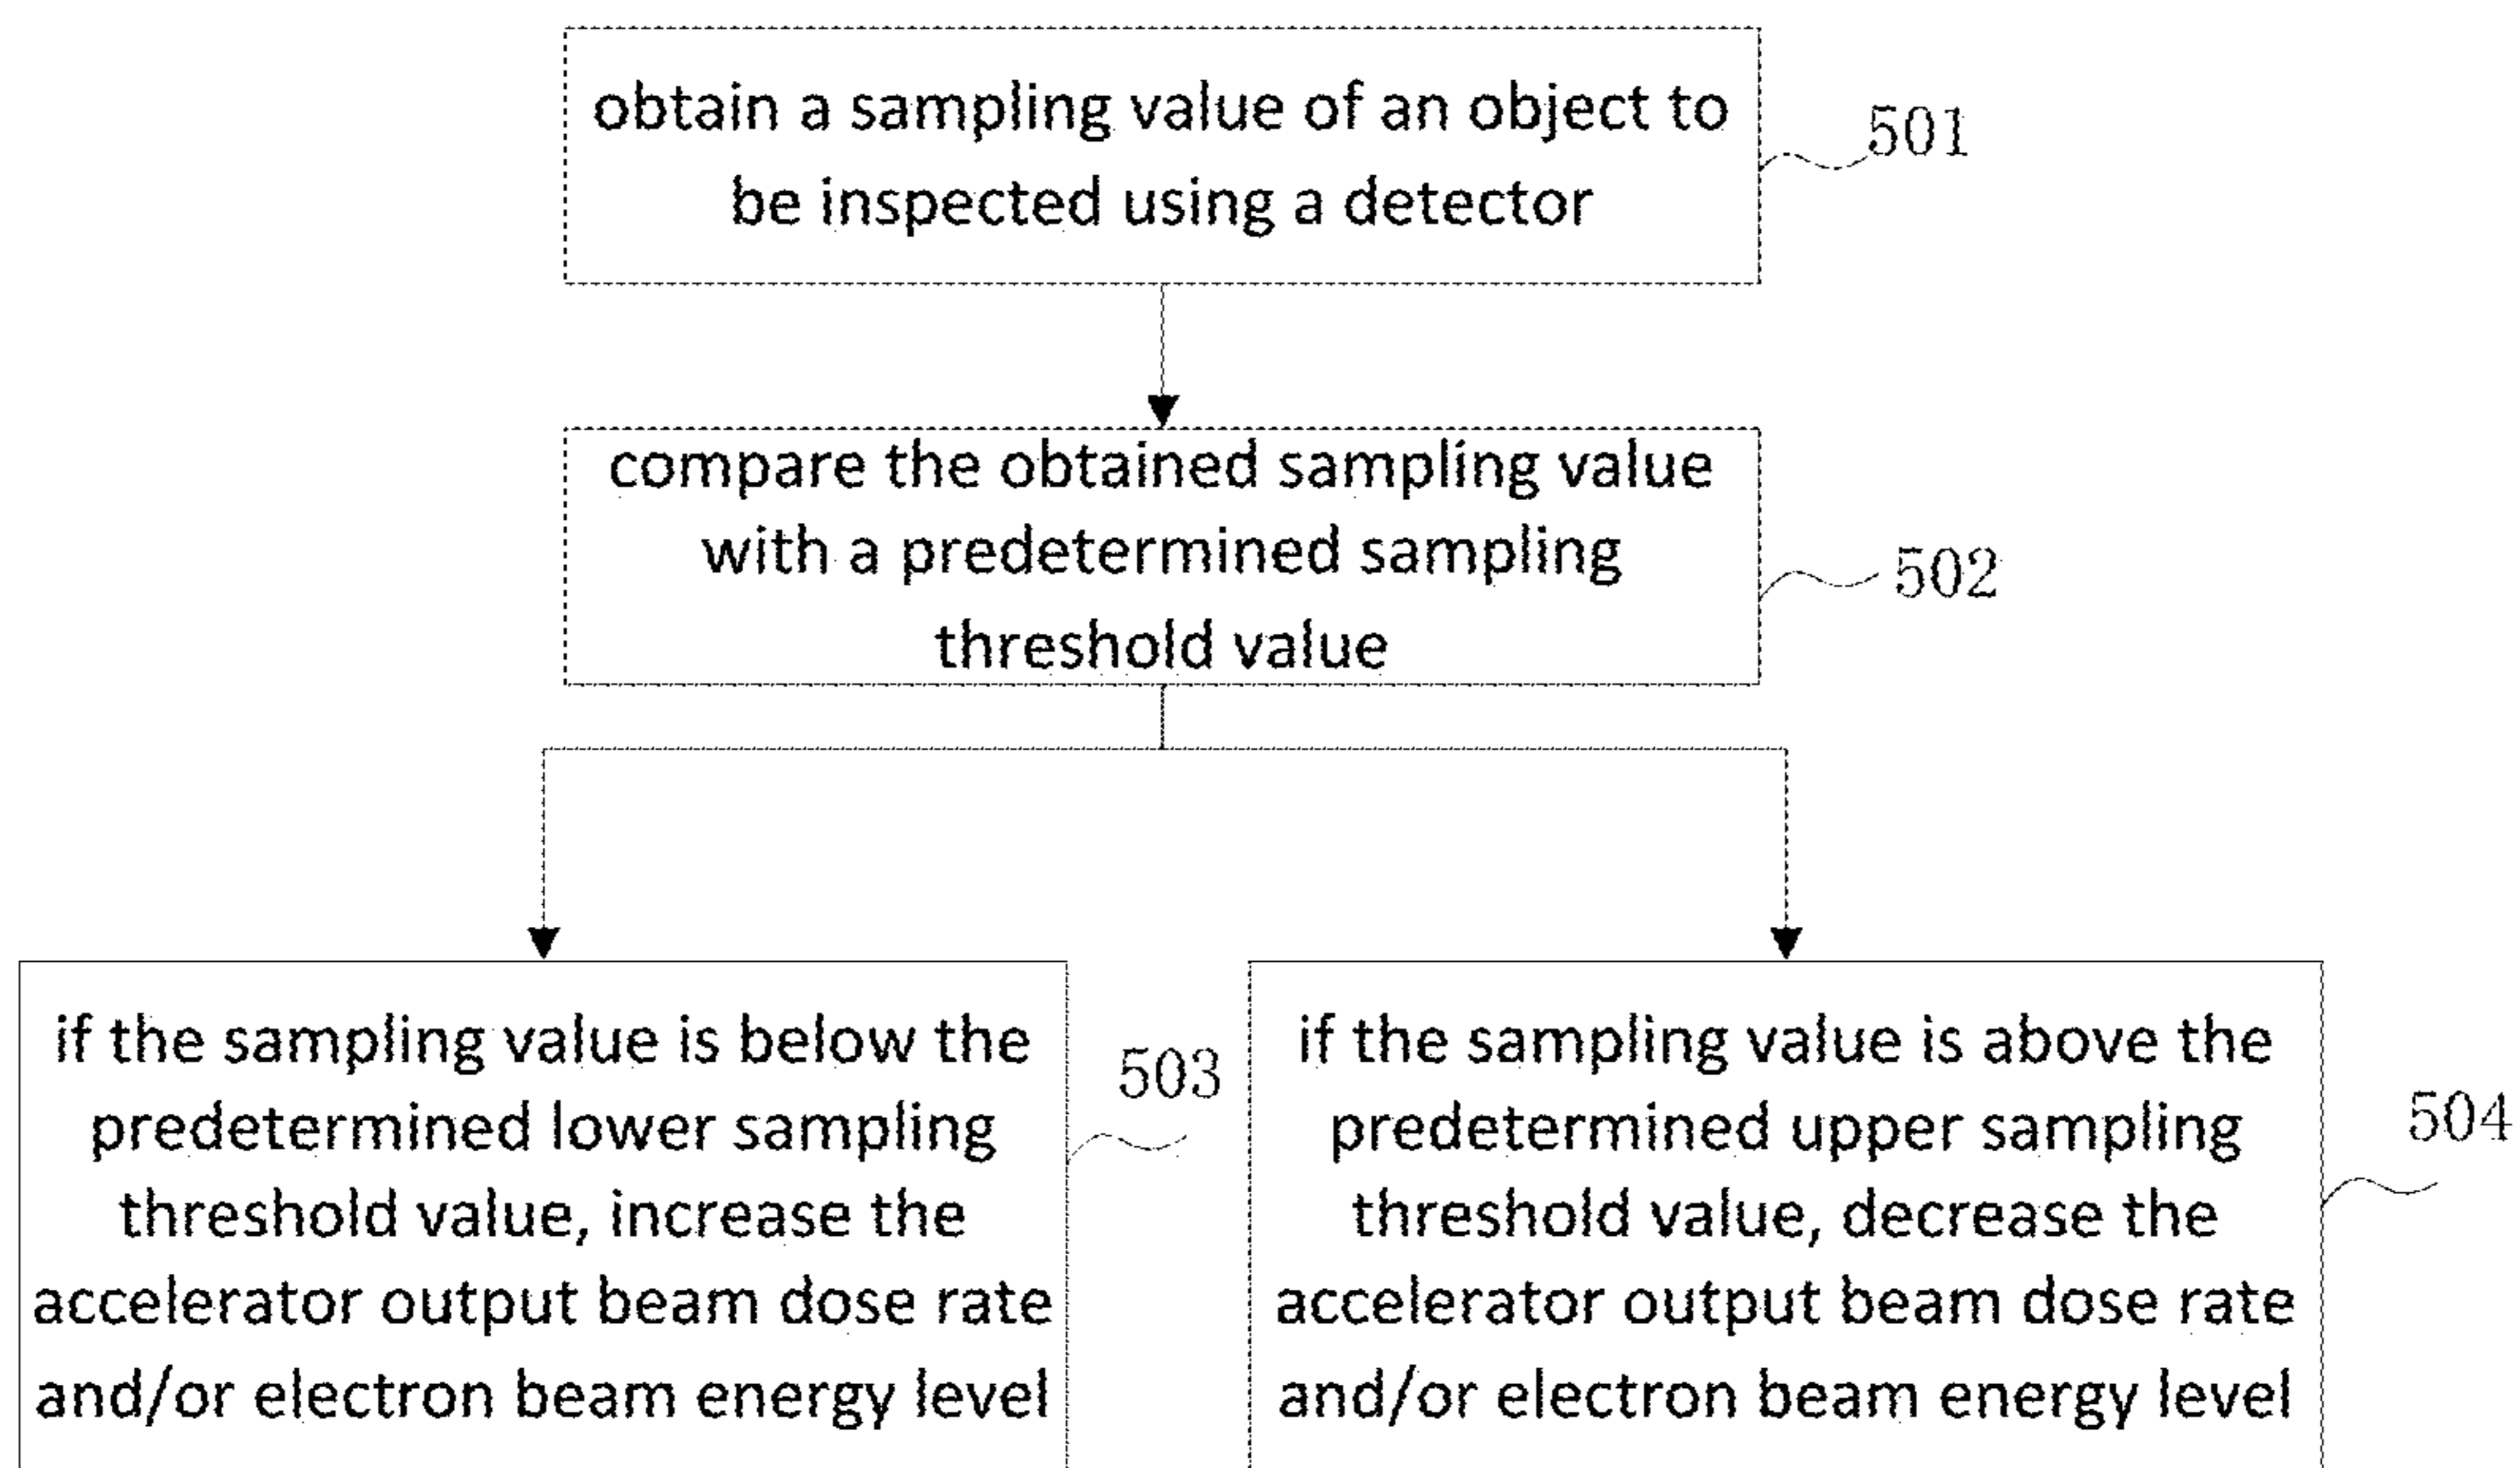 obtain a sampling value of an object to
be inspected using a detector
501
compare the obtained sampling value
with a predetermined sampling
threshold value
502
if the sampling value is below the
predetermined lower sampling
threshold value, increase the
accelerator output beam dose rate
and/or electron beam energy level
503
if the sampling value is above the
predetermined upper sampling
threshold value, decrease the
accelerator output beam dose rate
and/or electron beam energy level
504